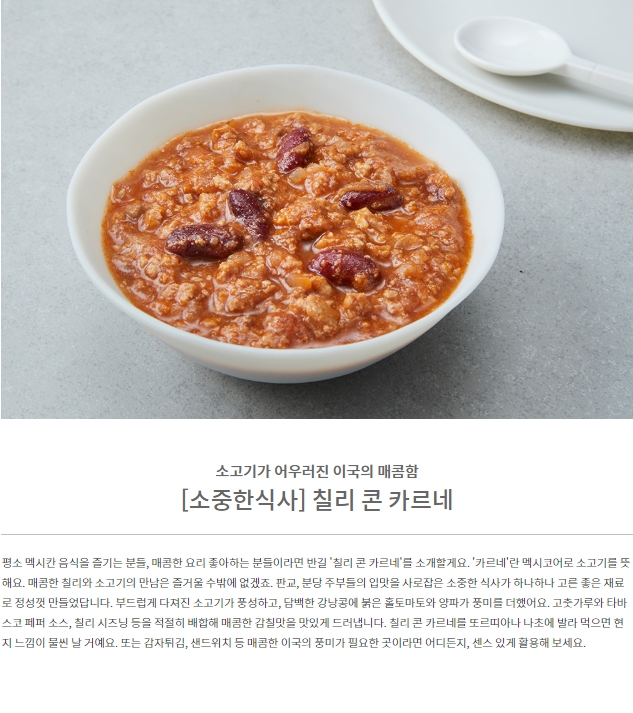 소고기가 어우러진 이국의 매콤함
[소중한식사] 칠리 콘 카르네
평소 멕시칸 음식을 즐기는 분들, 매콤한 요리 좋아하는 분들이라면 반길 '칠리 콘 카르네'를 소개할게요. '카르네'란 멕시코어로 소고기를 뜻
해요. 매콤한 칠리와 소고기의 만남은 즐거울 수밖에 없겠죠. 판교, 분당 주부들의 입맛을 사로잡은 소중한 식사가 하나하나 고른 좋은 재료
로 정성껏 만들었답니다. 부드럽게 다져진 소고기가 풍성하고, 담백한 강낭콩에 붉은 홀토마토와 양파가 풍미를 더했어요. 고춧가루와 타바
스코 페퍼 소스, 칠리 시즈닝 등을 적절히 배합해 매콤한 감칠맛을 맛있게 드러냅니다. 칠리 콘 카르네를 또르띠아나 나초에 발라 먹으면 현
지 느낌이 물씬 날 거예요. 또는 감자튀김, 샌드위치 등 매콤한 이국의 풍미가 필요한 곳이라면 어디든지, 센스 있게 활용해 보세요.